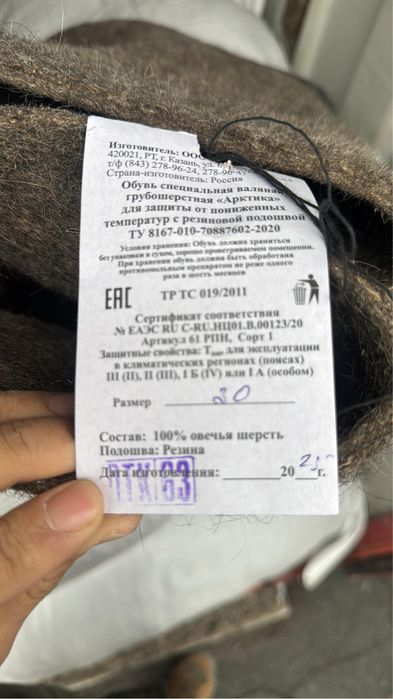 Изготовитель: ООО
420021, РТ, г. Казань, ул.
т/ф (843) 278-96-24, 278-96-47
Страна-изготовитель: Россия
Обувь специальная валяная
грубошерстная «Арктика»
для защиты от пониженных
температур с резиновой подошвой
ТУ 8167-010-70887602-2020
Условия хранения: Обувь должна храниться
без упаковки в сухом, хорошо проветриваемом помещении.
При хранении обувь должна быть обработана
противомольным препаратом не реже одного
раза в шесть месяцев
ЕАС ТР ТС 019/2011
Сертификат соответствия
№ ЕАЭС RU С-RU.НЦ01.В.00123/20
Артикул 61 РПН, Сорт 1
Защитные свойства: Тнп для эксплуатации
в климатических регионах (поясах)
III (II), II (III), I Б (IV) или I А (особом)
Размер 30
Состав: 100% овечья шерсть
Подошва: Резина
Дата изготовления: 20 г.
ОТК 63